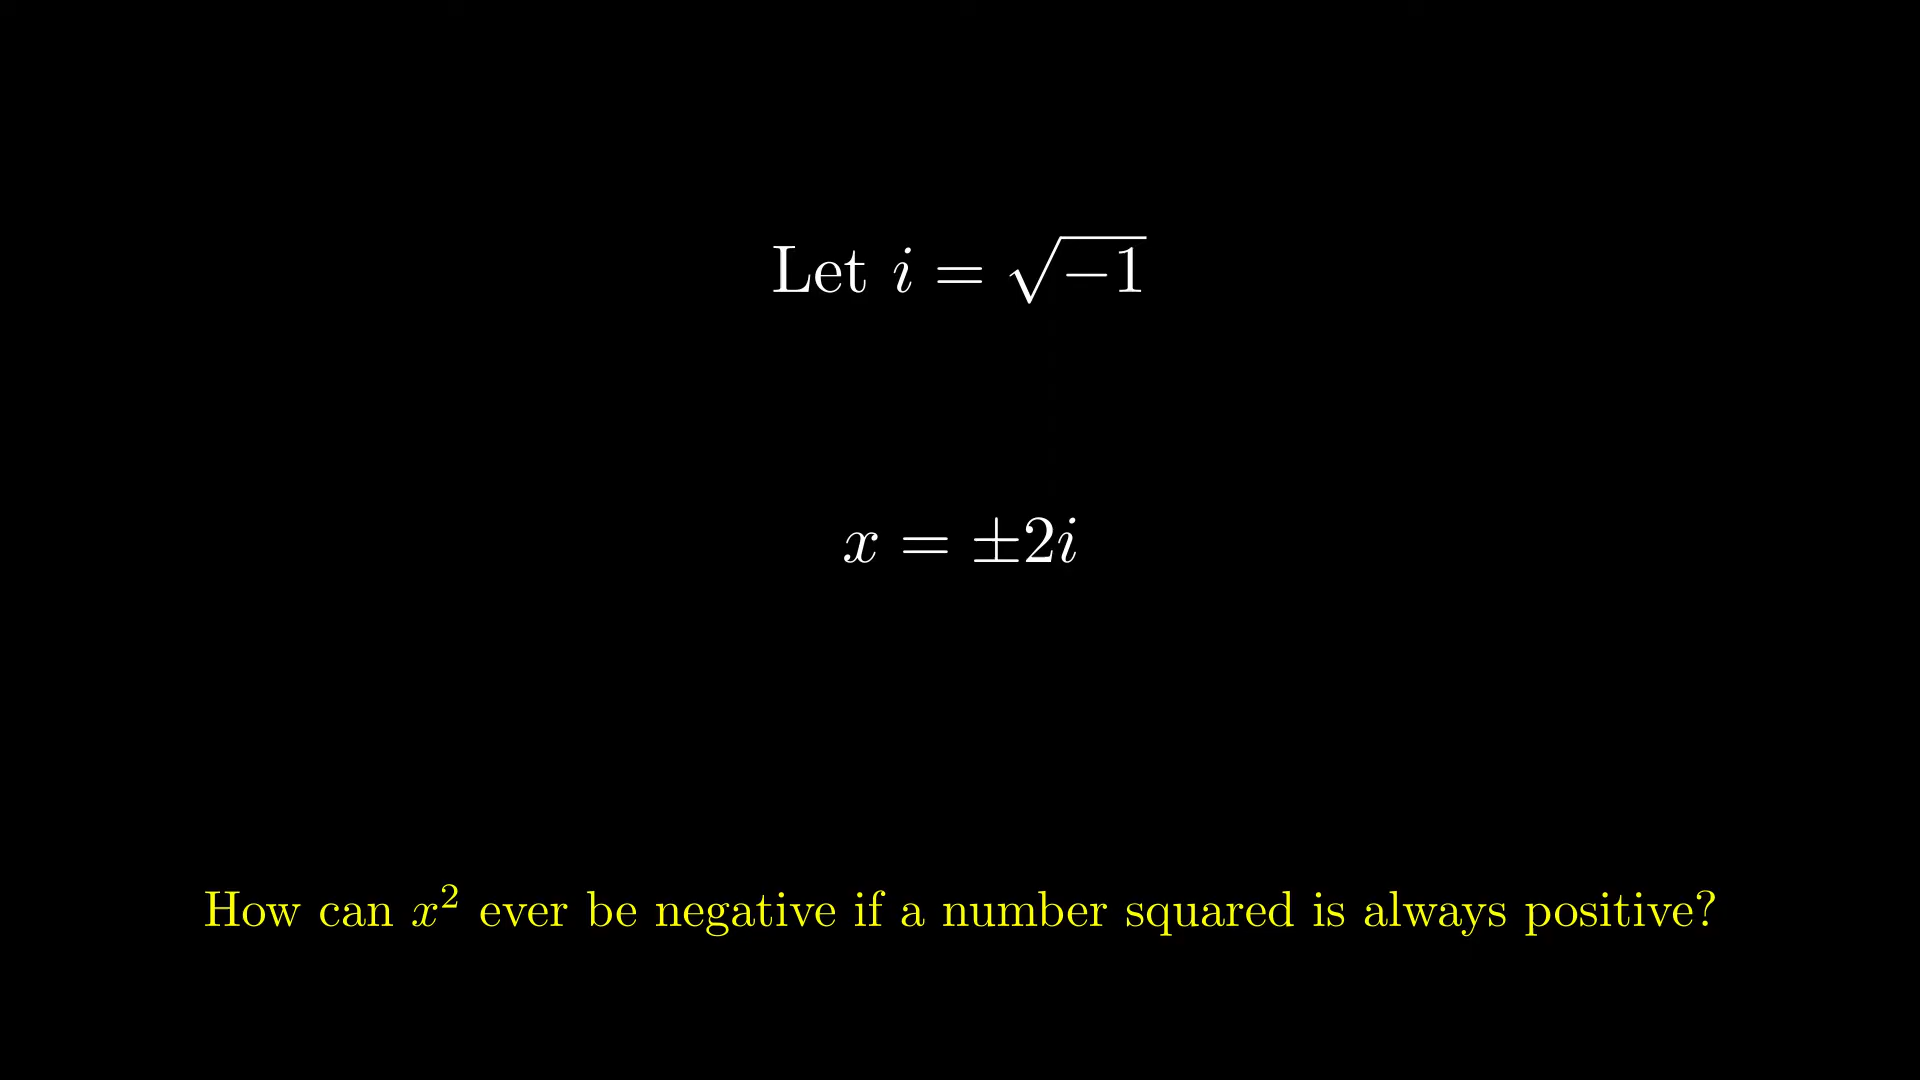 Let i = √−1
x = ±2i
How can x² ever be negative if a number squared is always positive?